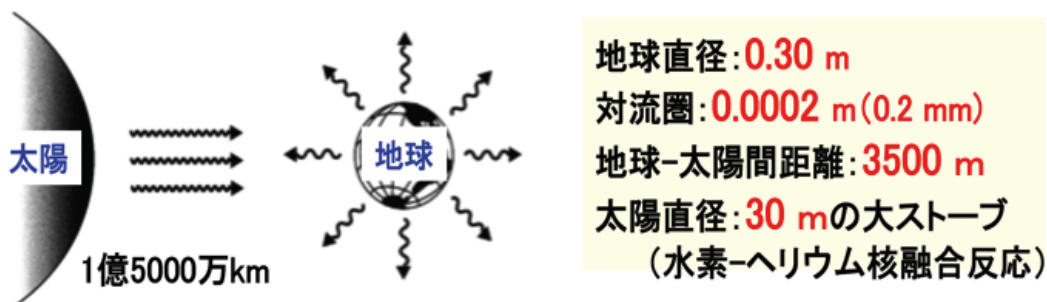 太陽
地球
1億5000万km
地球直径:0.30 m
対流圏:0.0002 m(0.2 mm)
地球-太陽間距離:3500 m
太陽直径:30 mの大ストーブ
(水素-ヘリウム核融合反応)